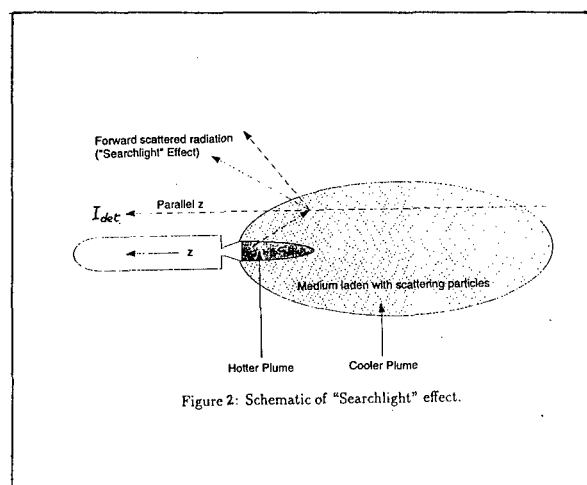 Forward scattered radiation
("Searchlight" Effect)
I det.
Parallel z
z
Medium laden with scattering particles
Hotter Plume
Cooler Plume
Figure 2: Schematic of "Searchlight" effect.